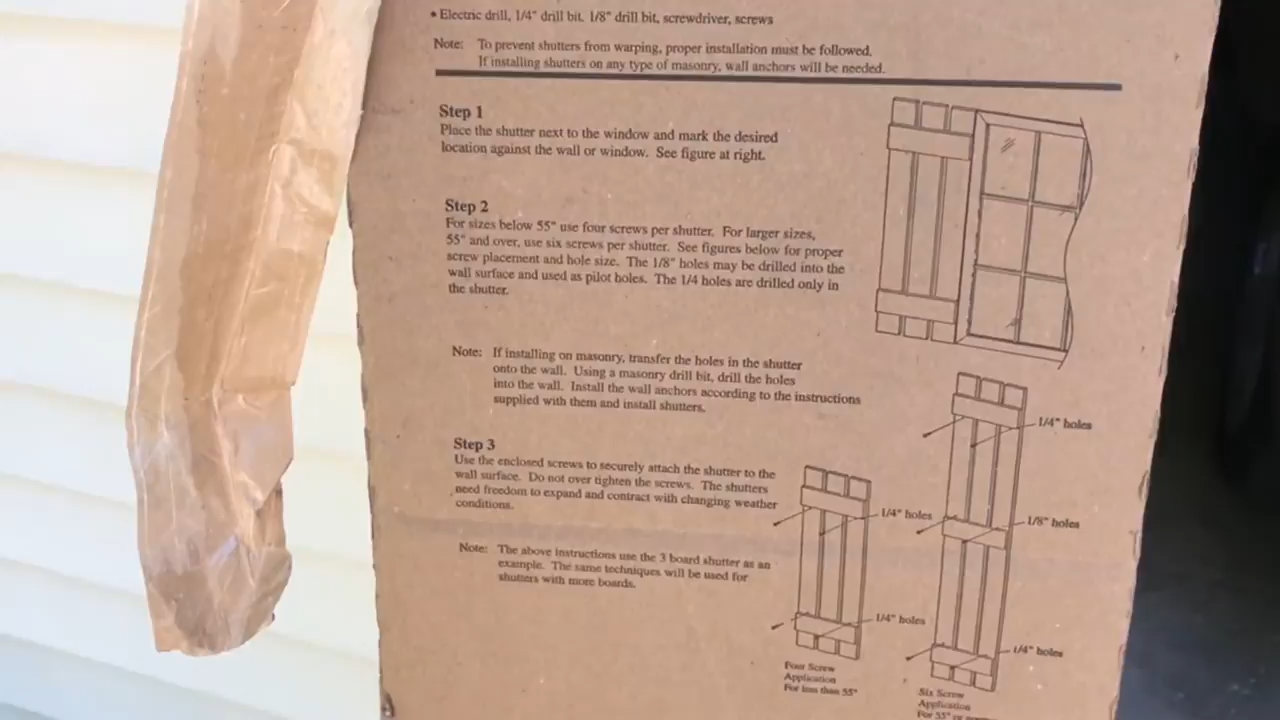 • Electric drill, 1/4" drill bit, 1/8" drill bit, screwdriver, screws
Note: To prevent shutters from warping, proper installation must be followed.
If installing shutters on any type of masonry, wall anchors will be needed.
Step 1
Place the shutter next to the window and mark the desired
location against the wall or window. See figure at right.
Step 2
For sizes below 55" use four screws per shutter. For larger sizes,
55" and over, use six screws per shutter. See figures below for proper
screw placement and hole size. The 1/8" holes may be drilled into the
wall surface and used as pilot holes. The 1/4 holes are drilled only in
the shutter.
Note: If installing on masonry, transfer the holes in the shutter
onto the wall. Using a masonry drill bit, drill the holes
into the wall. Install the wall anchors according to the instructions
supplied with them and install shutters.
Step 3
Use the enclosed screws to securely attach the shutter to the
wall surface. Do not over tighten the screws. The shutters
need freedom to expand and contract with changing weather
conditions.
Note: The above instructions use the 3 board shutter as an
example. The same techniques will be used for
shutters with more boards.
1/4" holes
1/4" holes
Four Screw
Application
For less than 55"
1/4" holes
1/8" holes
1/4" holes
Six Screw
Application
For 55" or